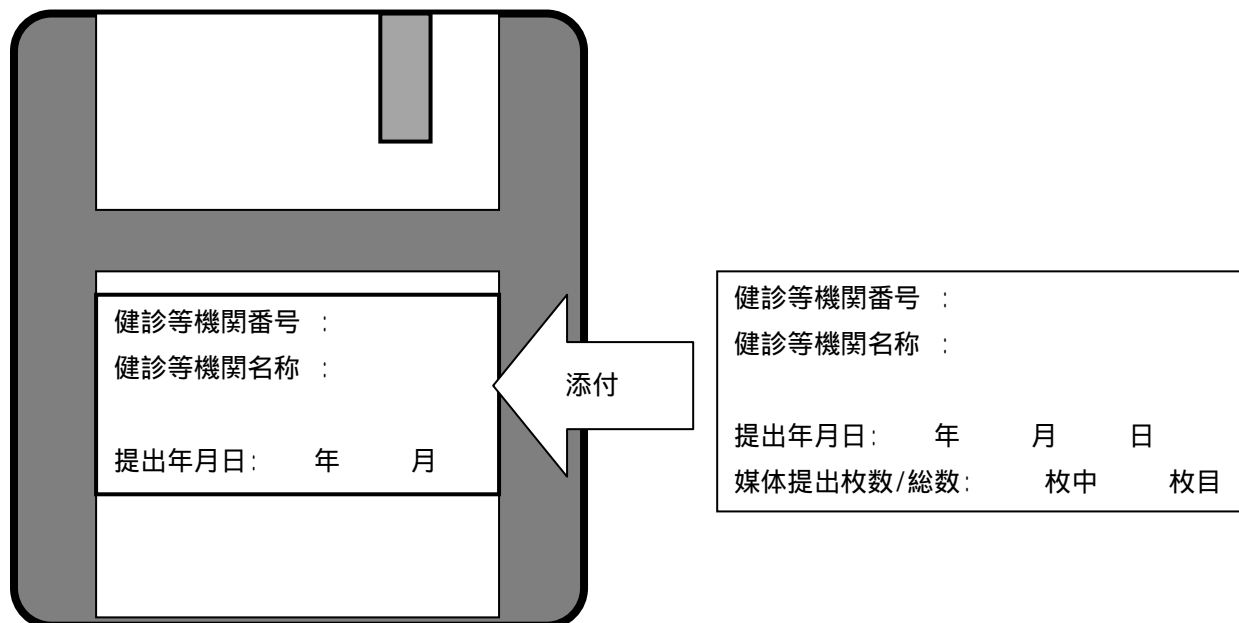 健診等機関番号 :
健診等機関名称 :
提出年月日: 年 月
添付
健診等機関番号 :
健診等機関名称 :
提出年月日: 年 月 日
媒体提出枚数/総数: 枚中 枚目